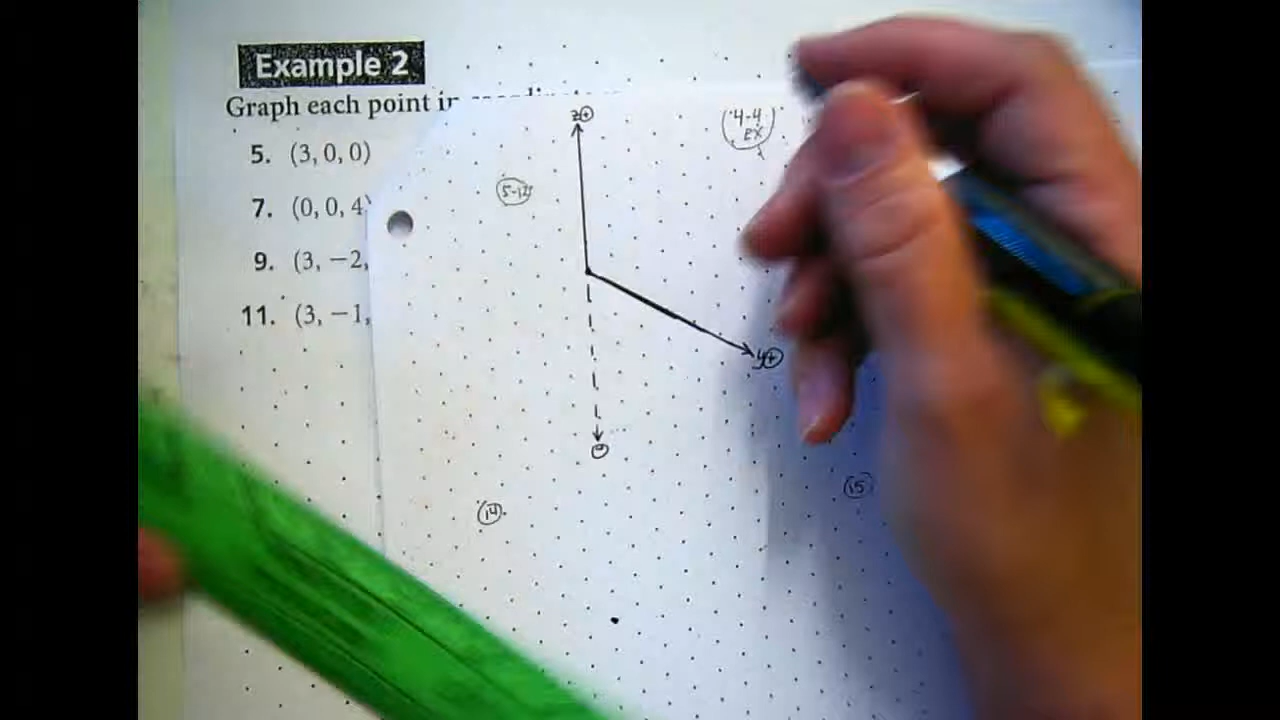 Example 2
Graph each point in
5. (3, 0, 0)
7. (0, 0, 4)
9. (3, −2,
11. (3, −1,
z+
4-4
EX
5-12
y+
−
14
15